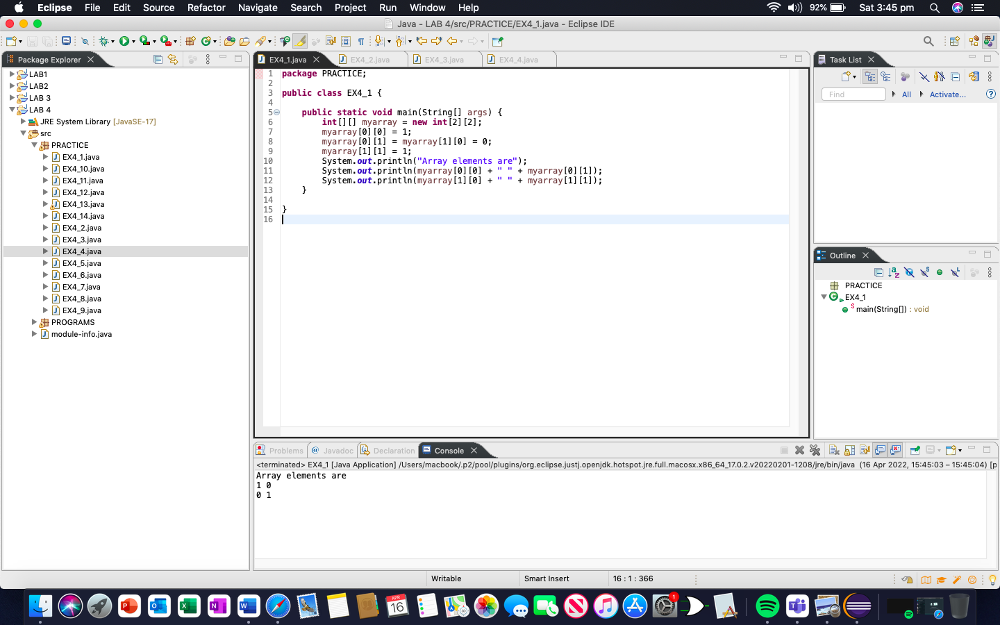 Eclipse File Edit Source Refactor Navigate Search Project Run Window Help 92% Sat 3:45 pm
Java - LAB 4/src/PRACTICE/EX4_1.java - Eclipse IDE
Package Explorer
LAB1
LAB2
LAB 3
LAB 4
JRE System Library [JavaSE-17]
src
PRACTICE
EX4_1.java
EX4_10.java
EX4_11.java
EX4_12.java
EX4_13.java
EX4_14.java
EX4_2.java
EX4_3.java
EX4_4.java
EX4_5.java
EX4_6.java
EX4_7.java
EX4_8.java
EX4_9.java
PROGRAMS
module-info.java
EX4_1.java EX4_2.java EX4_3.java EX4_4.java
1 package PRACTICE;
2
3 public class EX4_1 {
4
5 public static void main(String[] args) {
6 int[][] myarray = new int[2][2];
7 myarray[0][0] = 1;
8 myarray[0][1] = myarray[1][0] = 0;
9 myarray[1][1] = 1;
10 System.out.println("Array elements are");
11 System.out.println(myarray[0][0] + " " + myarray[0][1]);
12 System.out.println(myarray[1][0] + " " + myarray[1][1]);
13 }
14
15 }
16
Task List
Find All Activate...
Outline
PRACTICE
EX4_1
main(String[]) : void
Problems Javadoc Declaration Console
<terminated> EX4_1 [Java Application] /Users/macbook/.p2/pool/plugins/org.eclipse.justj.openjdk.hotspot.jre.full.macosx.x86_64_17.0.2.v20220201-1208/jre/bin/java (16 Apr 2022, 15:45:03 – 15:45:04) [p
Array elements are
1 0
0 1
Writable Smart Insert 16 : 1 : 366
APR
16
1